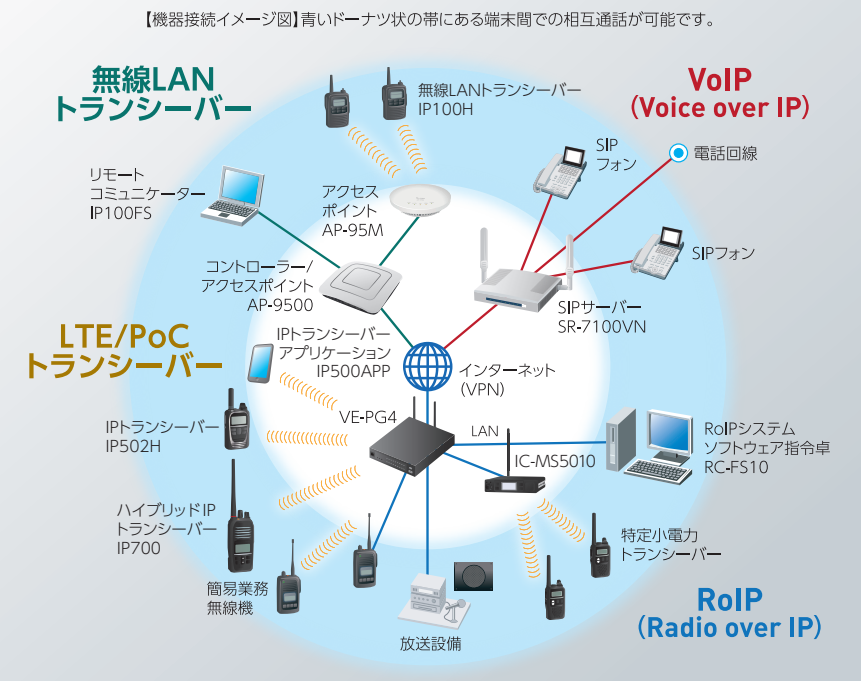 【機器接続イメージ図】青いドーナツ状の帯にある端末間での相互通話が可能です。
無線LAN
トランシーバー
無線LANトランシーバー
IP100H
VoIP
(Voice over IP)
SIP
フォン
電話回線
リモート
コミュニケーター
IP100FS
アクセス
ポイント
AP-95M
SIPフォン
コントローラー/
アクセスポイント
AP-9500
SIPサーバー
SR-7100VN
LTE/PoC
トランシーバー
IPトランシーバー
アプリケーション
IP500APP
インターネット
(VPN)
VE-PG4
LAN
IPトランシーバー
IP502H
IC-MS5010
RoIPシステム
ソフトウェア指令卓
RC-FS10
ハイブリッドIP
トランシーバー
IP700
特定小電力
トランシーバー
簡易業務
無線機
放送設備
RoIP
(Radio over IP)